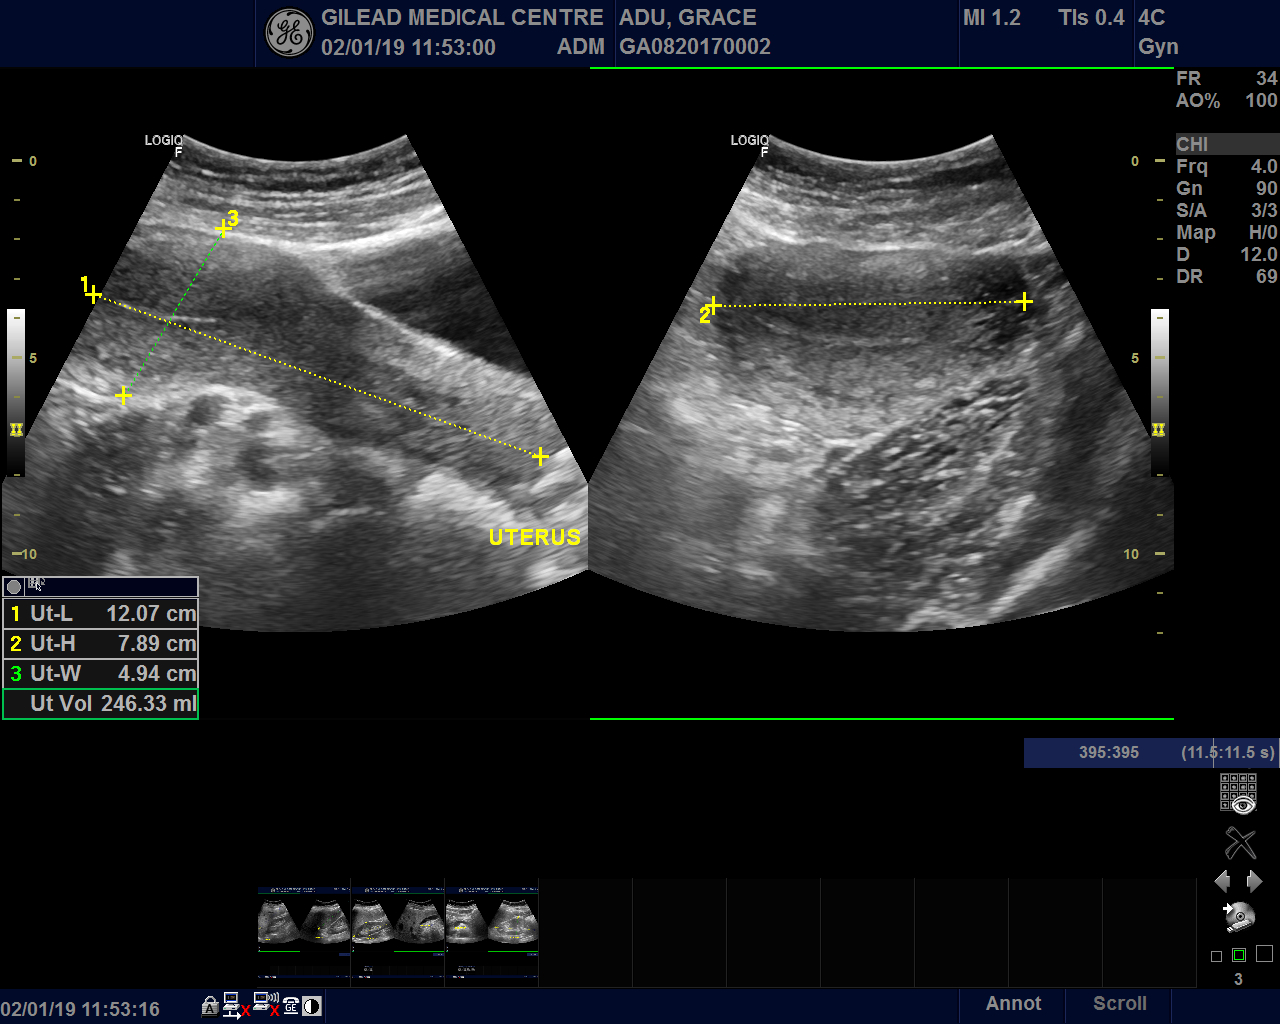 GILEAD MEDICAL CENTRE
02/01/19 11:53:00 ADM
ADU, GRACE
GA0820170002
MI 1.2 TIs 0.4
4C
Gyn
FR 34
AO% 100
CHI
Frq 4.0
Gn 90
S/A 3/3
Map H/0
D 12.0
DR 69
LOGIQ
F
LOGIQ
F
0
5
10
0
5
10
1
3
2
UTERUS
1 Ut-L 12.07 cm
2 Ut-H 7.89 cm
3 Ut-W 4.94 cm
Ut Vol 246.33 ml
395:395 (11.5:11.5 s)
3
02/01/19 11:53:16
Annot
Scroll